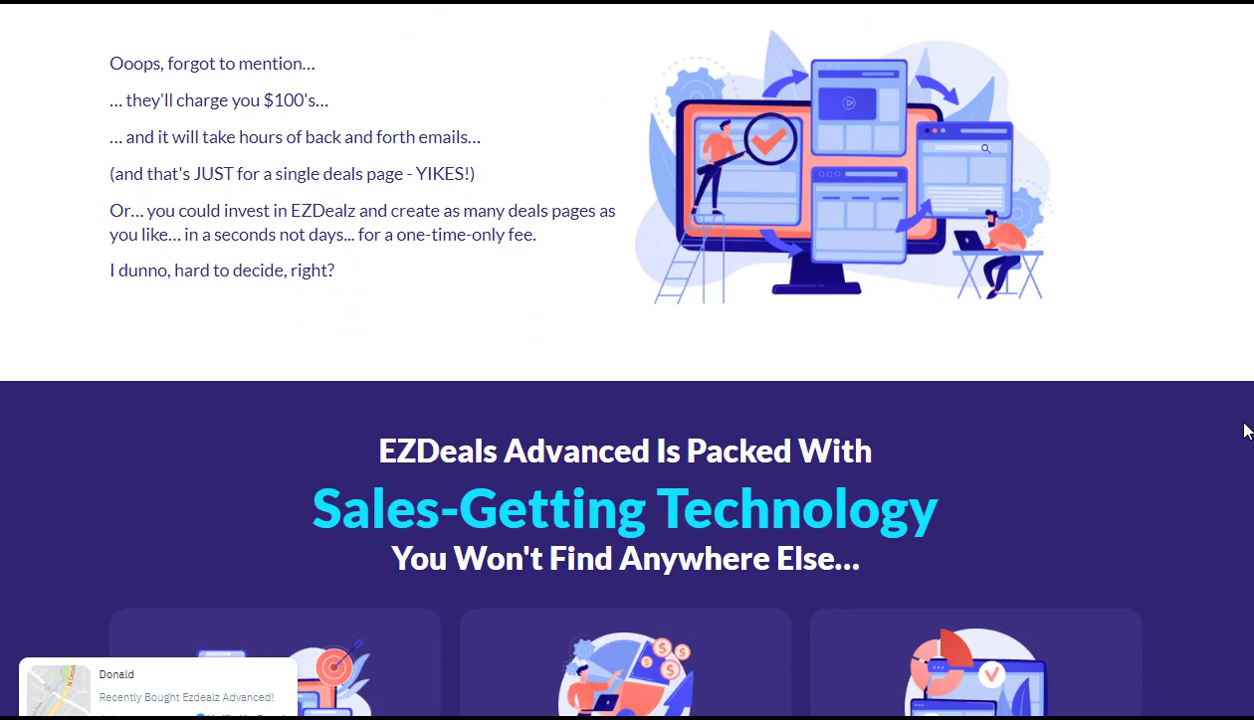 Ooops, forgot to mention…
… they'll charge you $100's…
… and it will take hours of back and forth emails…
(and that's JUST for a single deals page - YIKES!)
Or… you could invest in EZDealz and create as many deals pages as
you like… in a seconds not days... for a one-time-only fee.
I dunno, hard to decide, right?
EZDeals Advanced Is Packed With
Sales-Getting Technology
You Won't Find Anywhere Else…
Donald
Recently Bought Ezdealz Advanced!